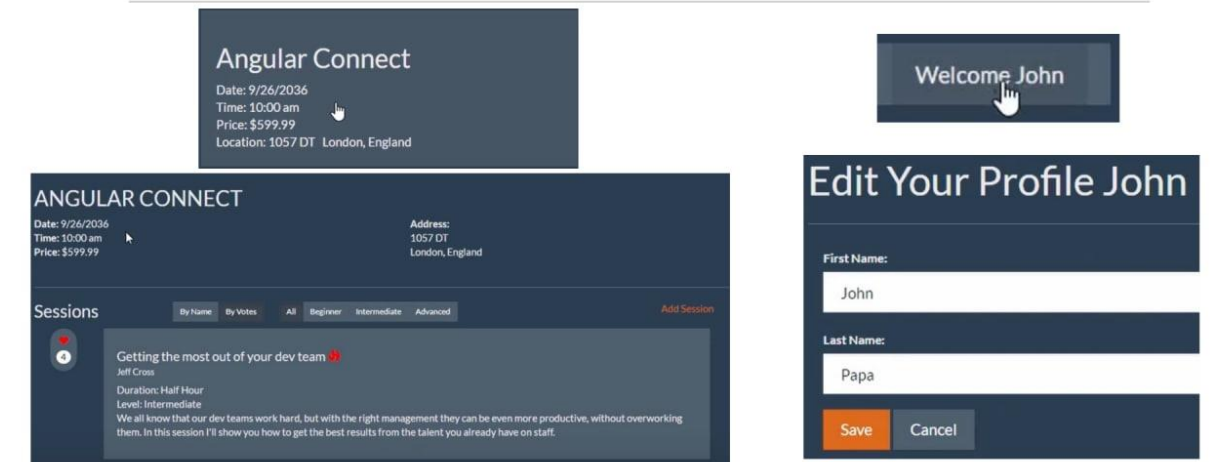 Angular Connect
Date: 9/26/2036
Time: 10:00 am
Price: $599.99
Location: 1057 DT London, England
Welcome John
ANGULAR CONNECT
Date: 9/26/2036
Time: 10:00 am
Price: $599.99
Address:
1057 DT
London, England
Sessions
By Name By Votes All Beginner Intermediate Advanced
Add Session
4
Getting the most out of your dev team
Jeff Cross
Duration: Half Hour
Level: Intermediate
We all know that our dev teams work hard, but with the right management they can be even more productive, without overworking
them. In this session I'll show you how to get the best results from the talent you already have on staff.
Edit Your Profile John
First Name:
John
Last Name:
Papa
Save Cancel